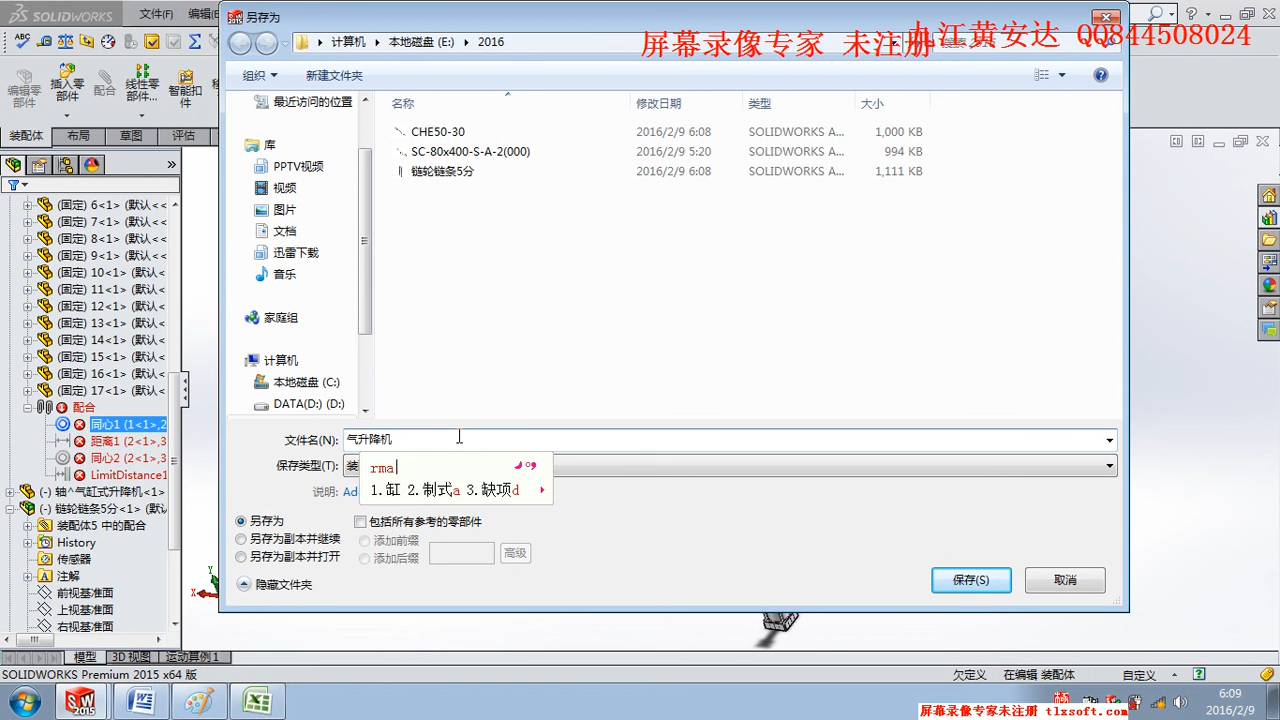 SOLIDWORKS
文件(F)
编辑(E)
另存为
屏幕录像专家 未注册
九江黄安达 QQ844508024
计算机
本地磁盘 (E:)
2016
组织
新建文件夹
编辑零部件
插入零部件
配合
线性零部件...
智能扣件
装配体
布局
草图
评估
最近访问的位置
库
PPTV视频
视频
图片
文档
迅雷下载
音乐
家庭组
计算机
本地磁盘 (C:)
DATA(D:) (D:)
名称
修改日期
类型
大小
CHE50-30
2016/2/9 6:08
SOLIDWORKS A...
1,000 KB
SC-80x400-S-A-2(000)
2016/2/9 5:20
SOLIDWORKS A...
994 KB
链轮链条5分
2016/2/9 6:08
SOLIDWORKS A...
1,111 KB
(固定) 6<1> (默认<<
(固定) 7<1> (默认<<
(固定) 8<1> (默认<<
(固定) 9<1> (默认<<
(固定) 10<1> (默认<
(固定) 11<1> (默认<
(固定) 12<1> (默认<
(固定) 13<1> (默认<
(固定) 14<1> (默认<
(固定) 15<1> (默认<
(固定) 16<1> (默认<
(固定) 17<1> (默认<
配合
同心1 (1<1>,2
距离1 (2<1>,3
同心2 (2<1>,3
LimitDistance1
(-) 轴^气缸式升降机<1>
(-) 链轮链条5分<1>
装配体5 中的配合
History
传感器
注解
前视基准面
上视基准面
右视基准面
文件名(N):
气升降机
保存类型(T):
装
rma
1.缸 2.制式a 3.缺项d
说明:
Ad
另存为
另存为副本并继续
另存为副本并打开
包括所有参考的零部件
添加前缀
添加后缀
高级
隐藏文件夹
保存(S)
取消
Y
X
模型
3D 视图
运动算例1
SOLIDWORKS Premium 2015 x64 版
欠定义
在编辑 装配体
自定义
6:09
2016/2/9
屏幕录像专家未注册 tlxsoft.com